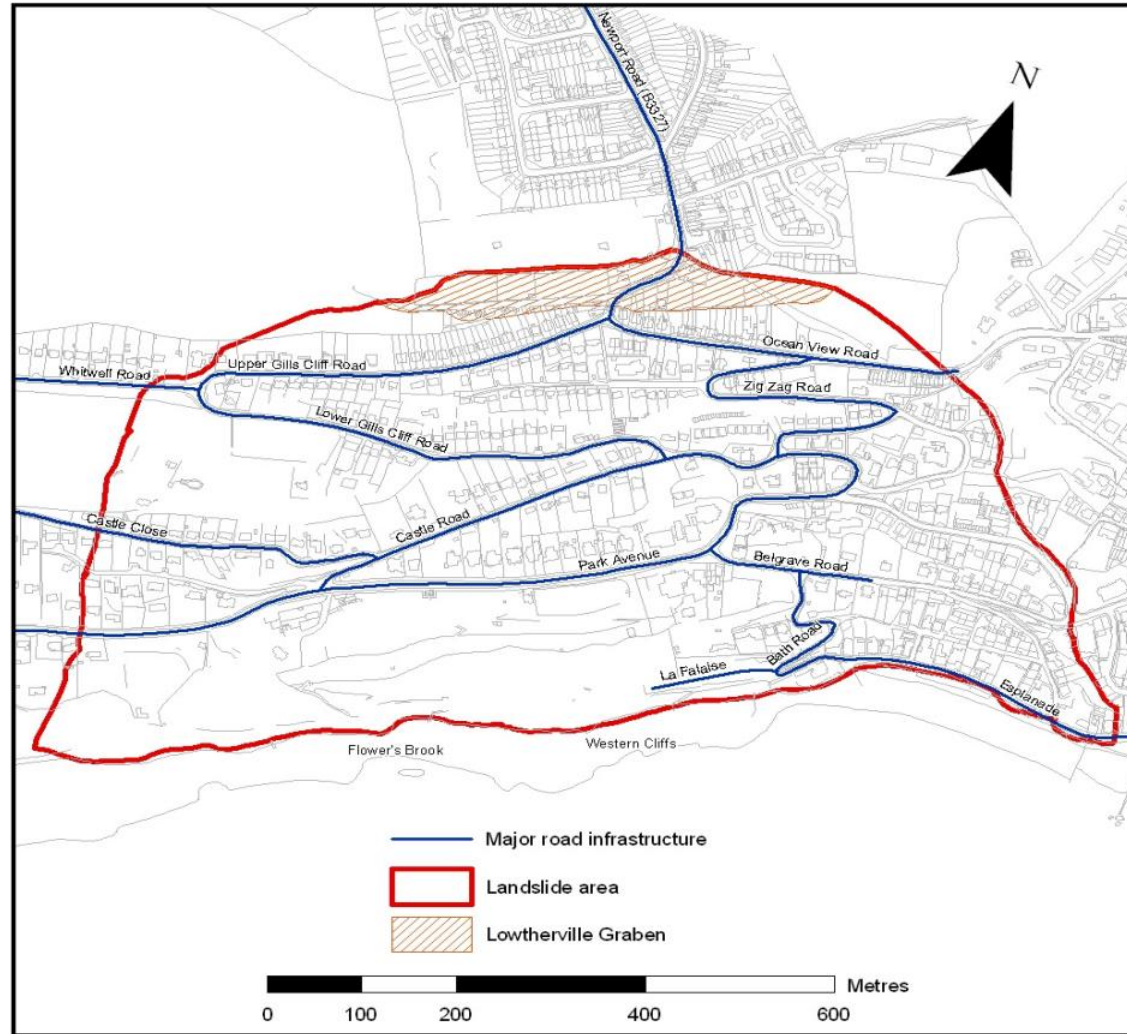 Newport Road (B3327)
N
Ocean View Road
Upper Gills Cliff Road
Whitwell Road
Zig Zag Road
Lower Gills Cliff Road
Castle Road
Castle Close
Park Avenue
Belgrave Road
Bath Road
La Falaise
Esplanade
Flower's Brook
Western Cliffs
Major road infrastructure
Landslide area
Lowtherville Graben
Metres
0 100 200 400 600